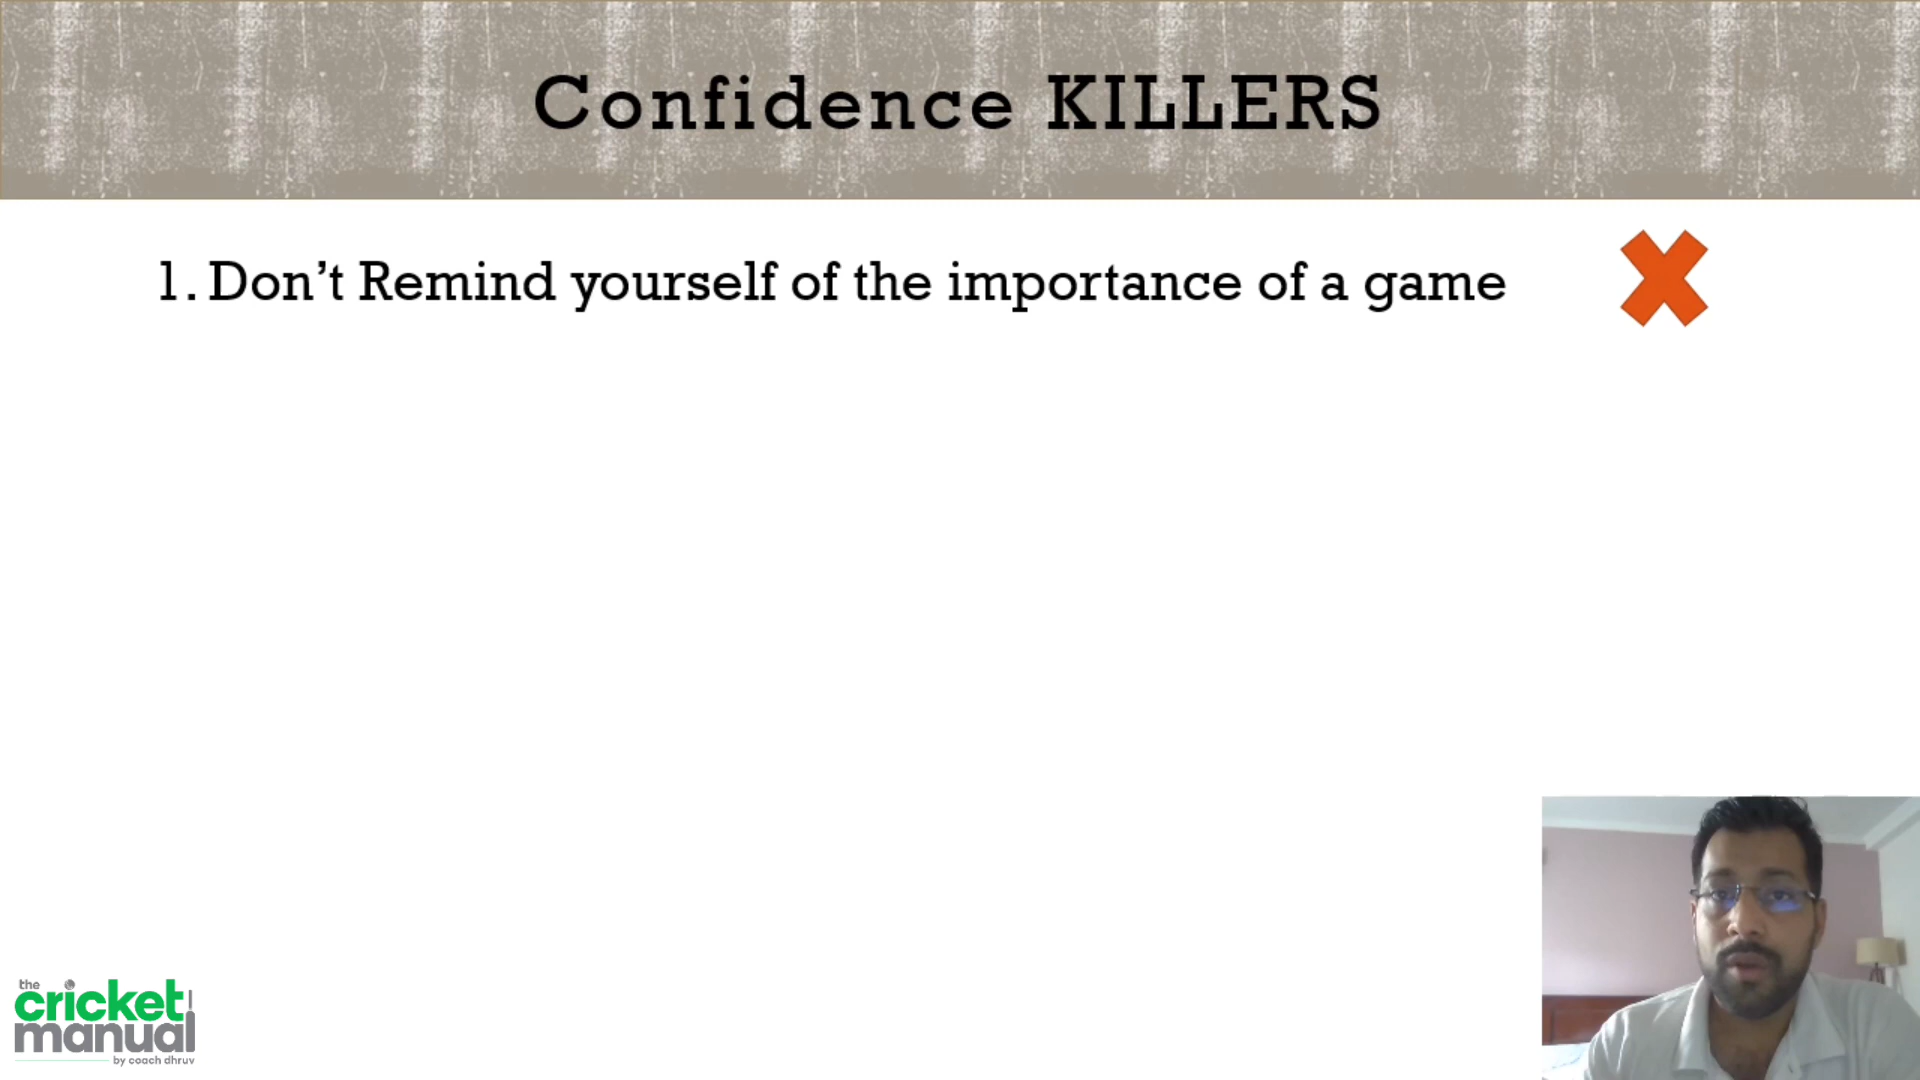 Confidence KILLERS
1. Don’t Remind yourself of the importance of a game
the
cricket
manual
by coach dhruv